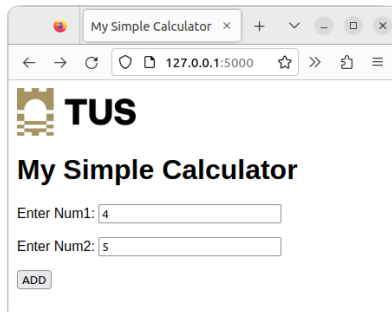 My Simple Calculator
127.0.0.1:5000
TUS
My Simple Calculator
Enter Num1: 4
Enter Num2: 5
ADD